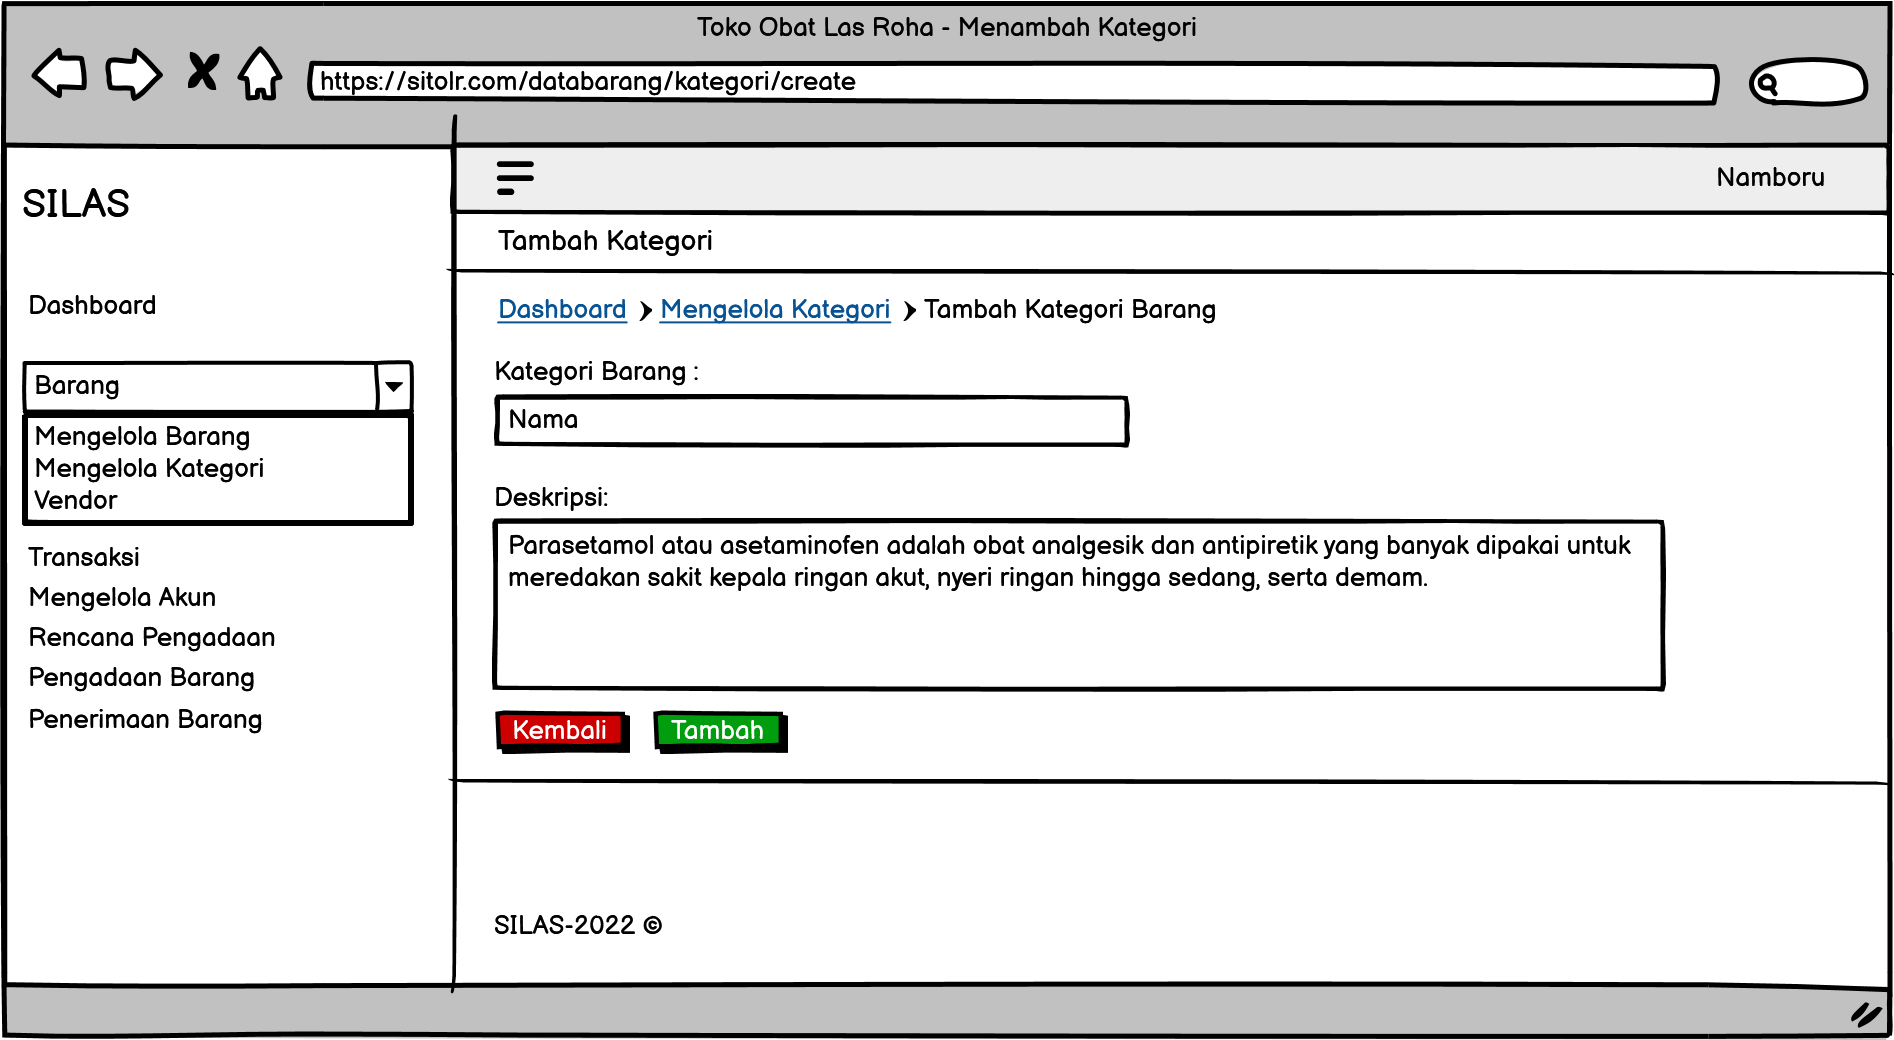 Toko Obat Las Roha - Menambah Kategori
https://sitolr.com/databarang/kategori/create
SILAS
Dashboard
Barang
Mengelola Barang
Mengelola Kategori
Vendor
Transaksi
Mengelola Akun
Rencana Pengadaan
Pengadaan Barang
Penerimaan Barang
Namboru
Tambah Kategori
Dashboard Mengelola Kategori Tambah Kategori Barang
Kategori Barang :
Nama
Deskripsi:
Parasetamol atau asetaminofen adalah obat analgesik dan antipiretik yang banyak dipakai untuk
meredakan sakit kepala ringan akut, nyeri ringan hingga sedang, serta demam.
Kembali Tambah
SILAS-2022 ©